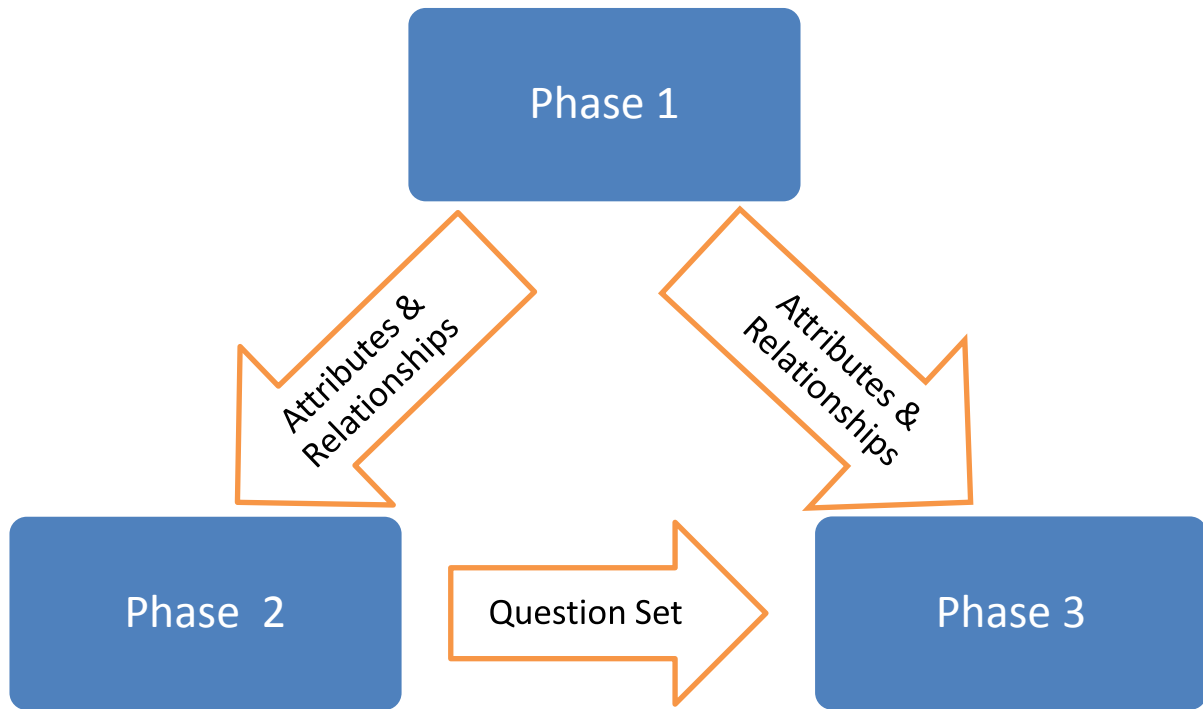 Phase 1
Attributes &
Relationships
Attributes &
Relationships
Phase  2
Question Set
Phase 3